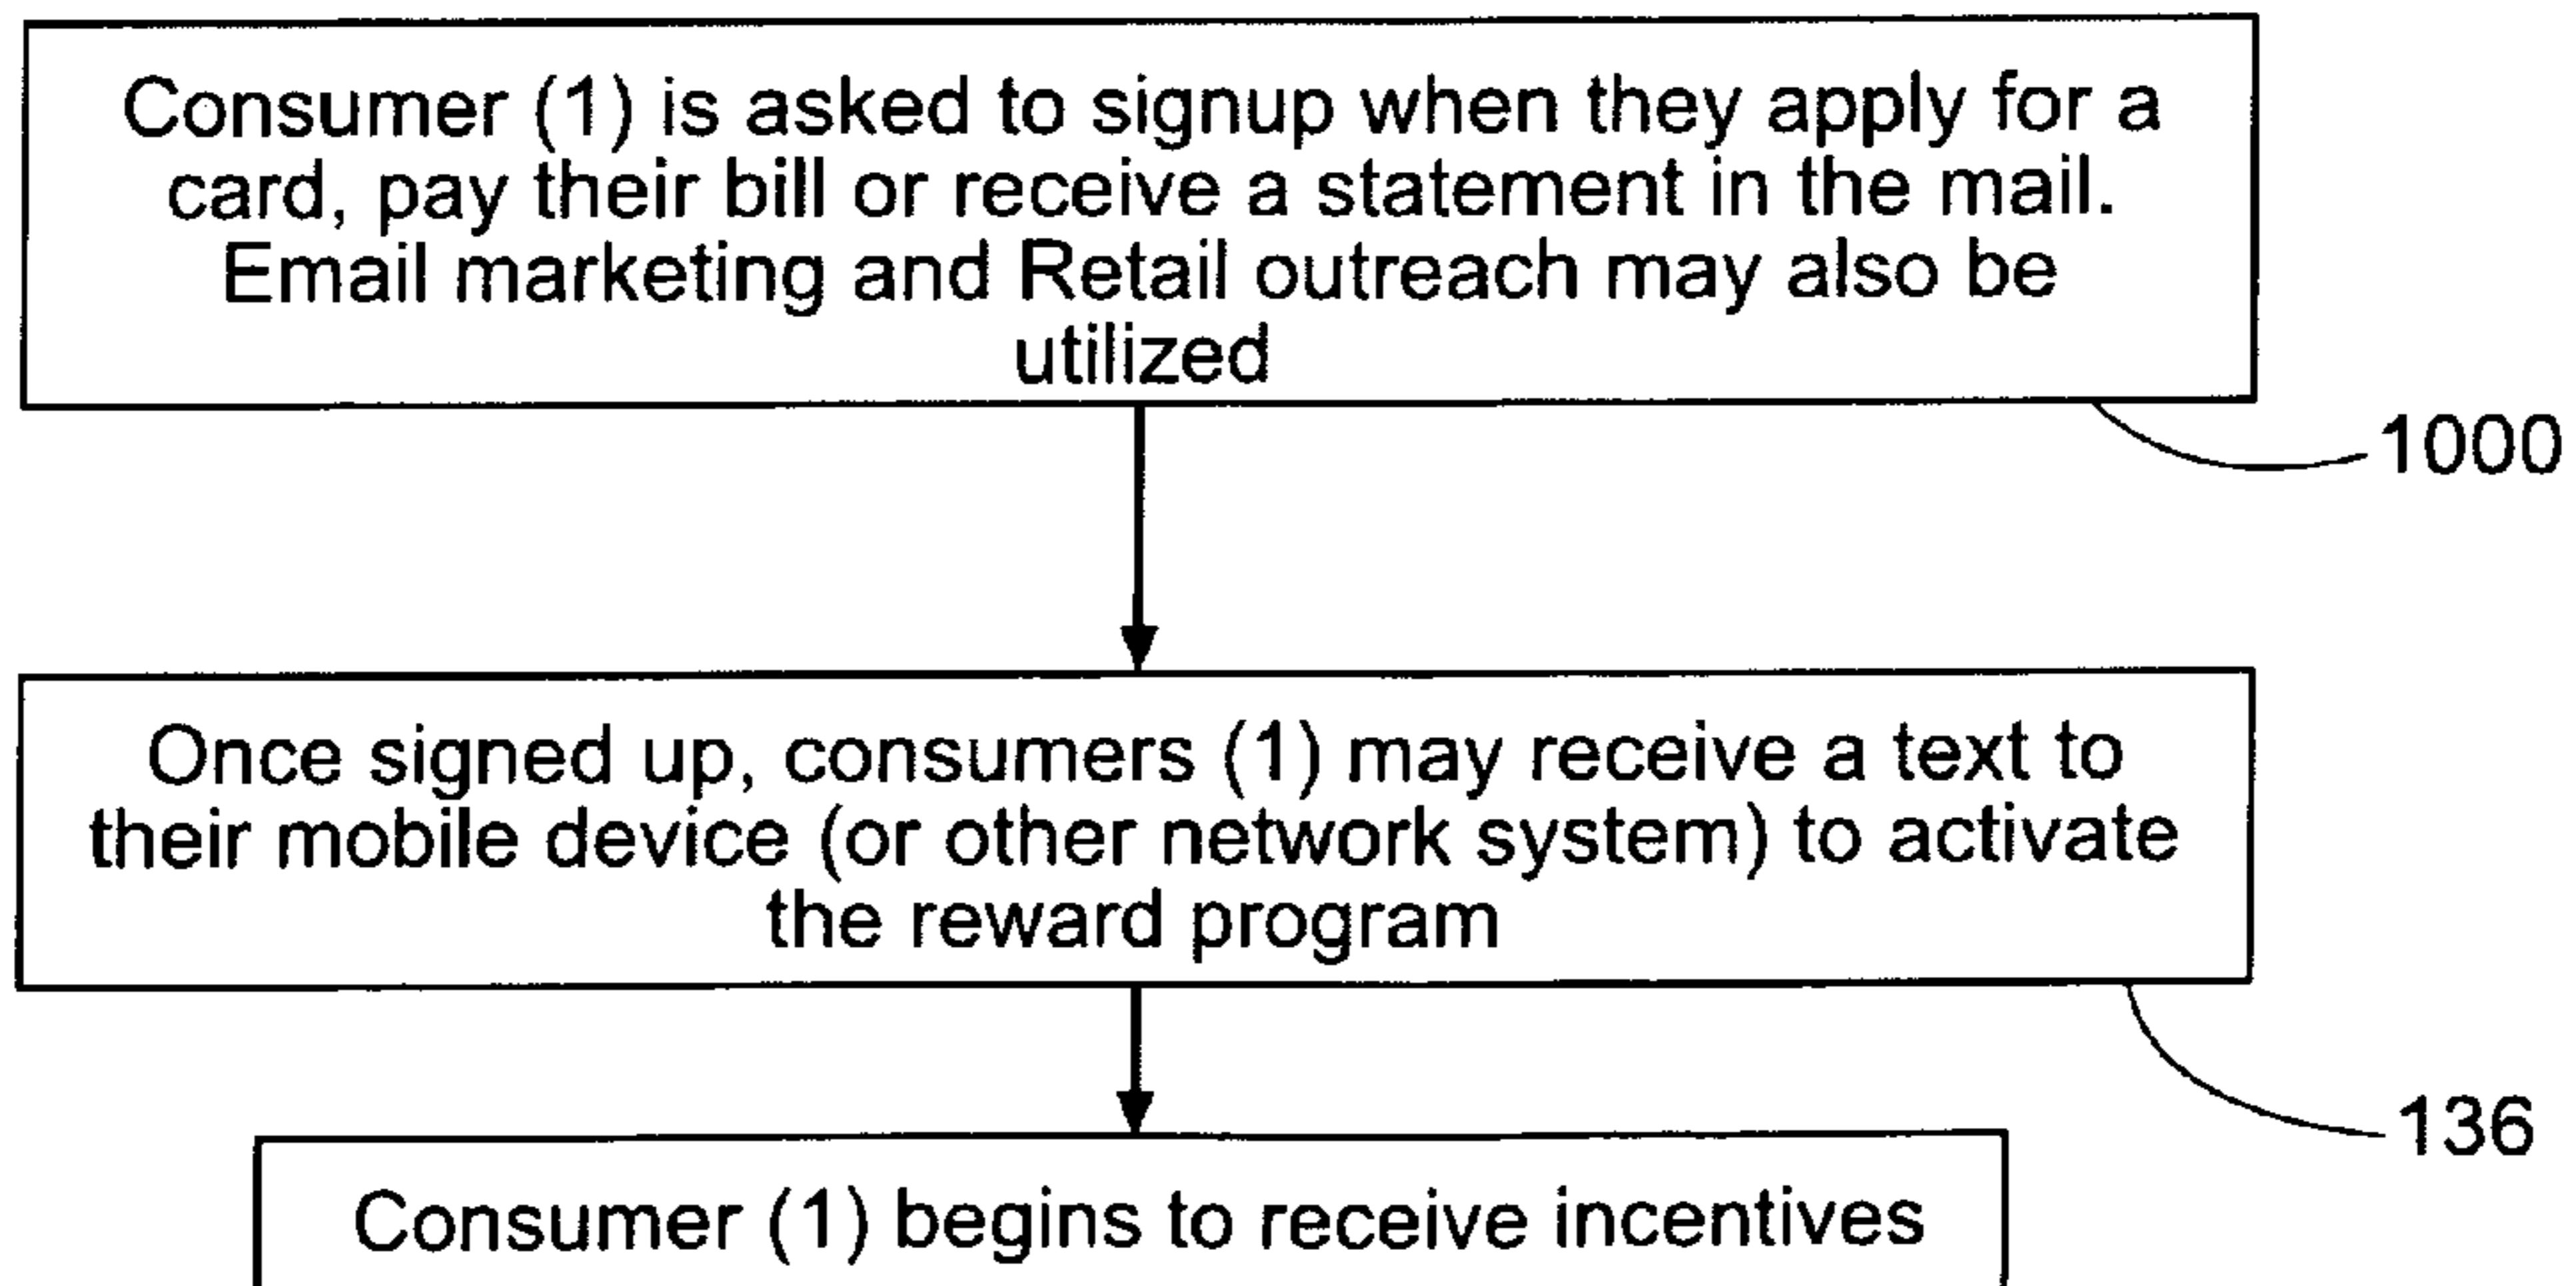 Consumer (1) is asked to signup when they apply for a
card, pay their bill or receive a statement in the mail.
Email marketing and Retail outreach may also be
utilized
1000
Once signed up, consumers (1) may receive a text to
their mobile device (or other network system) to activate
the reward program
136
Consumer (1) begins to receive incentives